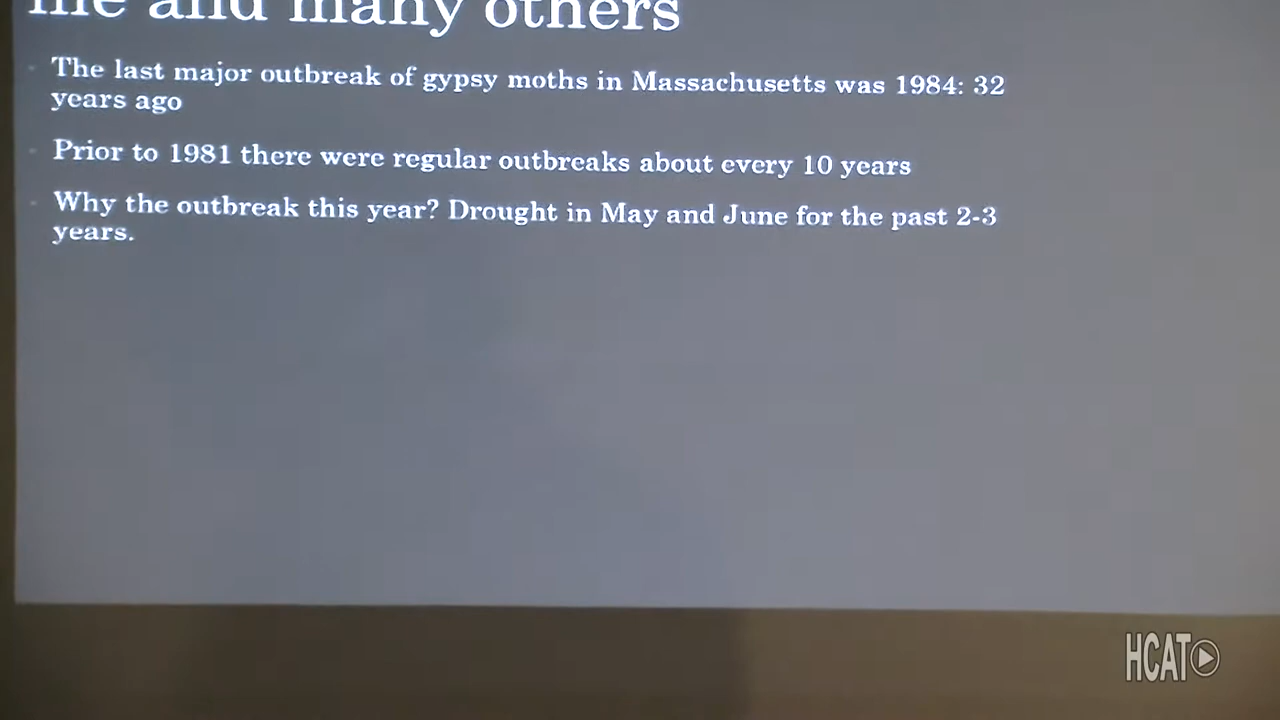 me and many others
The last major outbreak of gypsy moths in Massachusetts was 1984: 32
years ago
Prior to 1981 there were regular outbreaks about every 10 years
Why the outbreak this year? Drought in May and June for the past 2-3
years.
HCAT